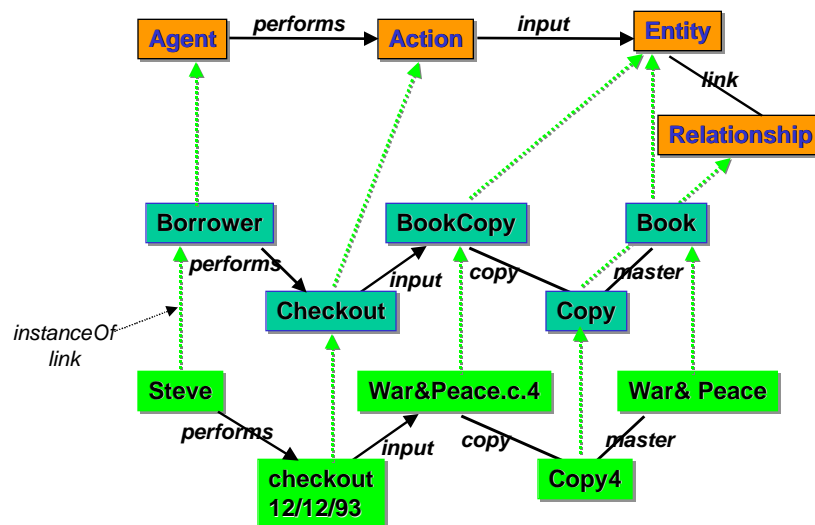 performs
input
Agent
Action
Entity
link
Relationship
Borrower
BookCopy
Book
performs
input
copy
master
Checkout
Copy
instanceOf
link
Steve
War&Peace.c.4
War& Peace
performs
input
copy
master
checkout
12/12/93
Copy4